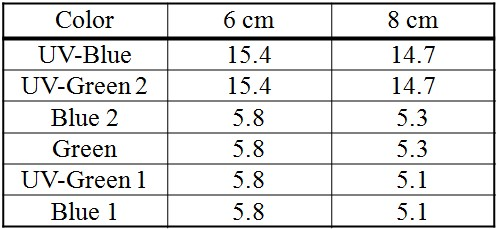 Color 6 cm 8 cm
UV-Blue 15.4 14.7
UV-Green 2 15.4 14.7
Blue 2 5.8 5.3
Green 5.8 5.3
UV-Green 1 5.8 5.1
Blue 1 5.8 5.1